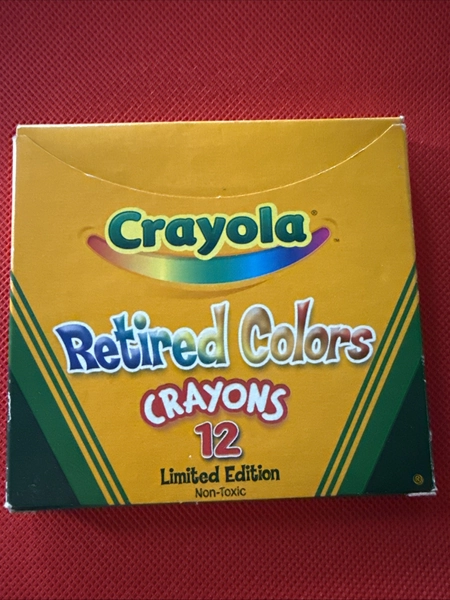 Crayola®
Retired Colors
CRAYONS
12
Limited Edition
Non-Toxic